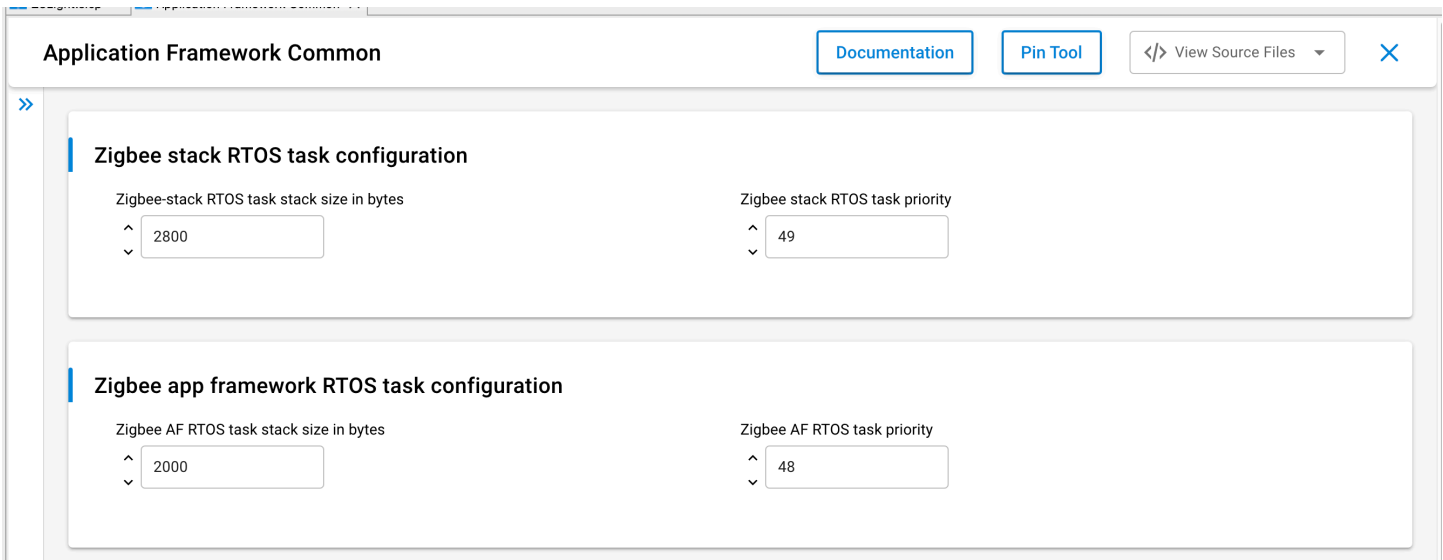 Application Framework Common
Documentation
Pin Tool
</> View Source Files
Zigbee stack RTOS task configuration
Zigbee-stack RTOS task stack size in bytes
Zigbee stack RTOS task priority
2800
49
Zigbee app framework RTOS task configuration
Zigbee AF RTOS task stack size in bytes
Zigbee AF RTOS task priority
2000
48